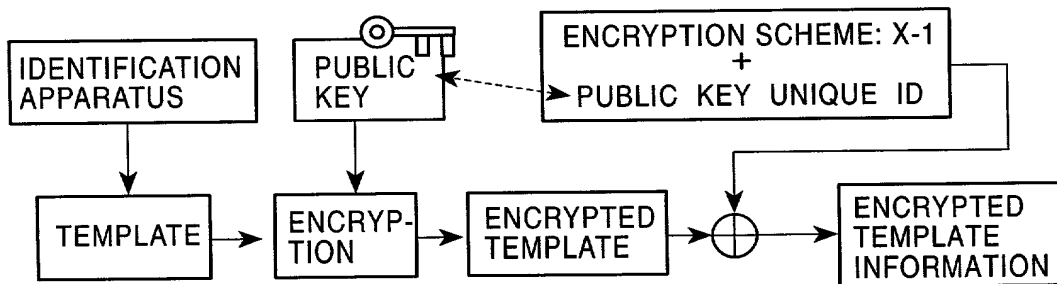 IDENTIFICATION
APPARATUS
PUBLIC
KEY
ENCRYPTION SCHEME: X-1
+
PUBLIC KEY UNIQUE ID
TEMPLATE
ENCRYP-
TION
ENCRYPTED
TEMPLATE
ENCRYPTED
TEMPLATE
INFORMATION